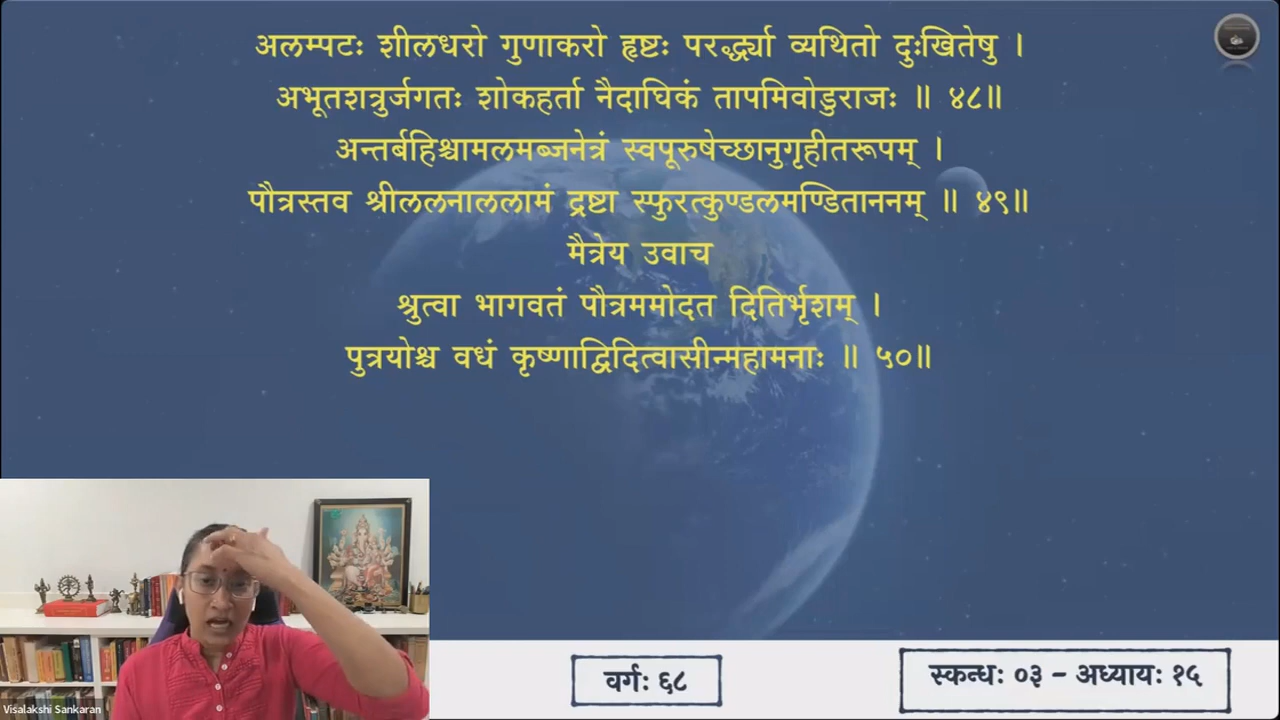 अलम्पटः शीलधरो गुणाकरो हृष्टः परर्द्ध्या व्यथितो दुःखितेषु ।
अभूतशत्रुर्जगतः शोकहर्ता नैदाघिकं तापमिवोडुराजः ॥ ४८॥
अन्तर्बहिश्चामलमब्जनेत्रं स्वपूरुषेच्छानुगृहीतरूपम् ।
पौत्रस्तव श्रीललनाललामं द्रष्टा स्फुरत्कुण्डलमण्डिताननम् ॥ ४९॥
मैत्रेय उवाच
श्रुत्वा भागवतं पौत्रममोदत दितिर्भृशम् ।
पुत्रयोश्च वधं कृष्णाद्विदित्वासीन्महामनाः ॥ ५०॥
Visalakshi Sankaran
वर्गः ६८
स्कन्धः ०३ - अध्यायः १५